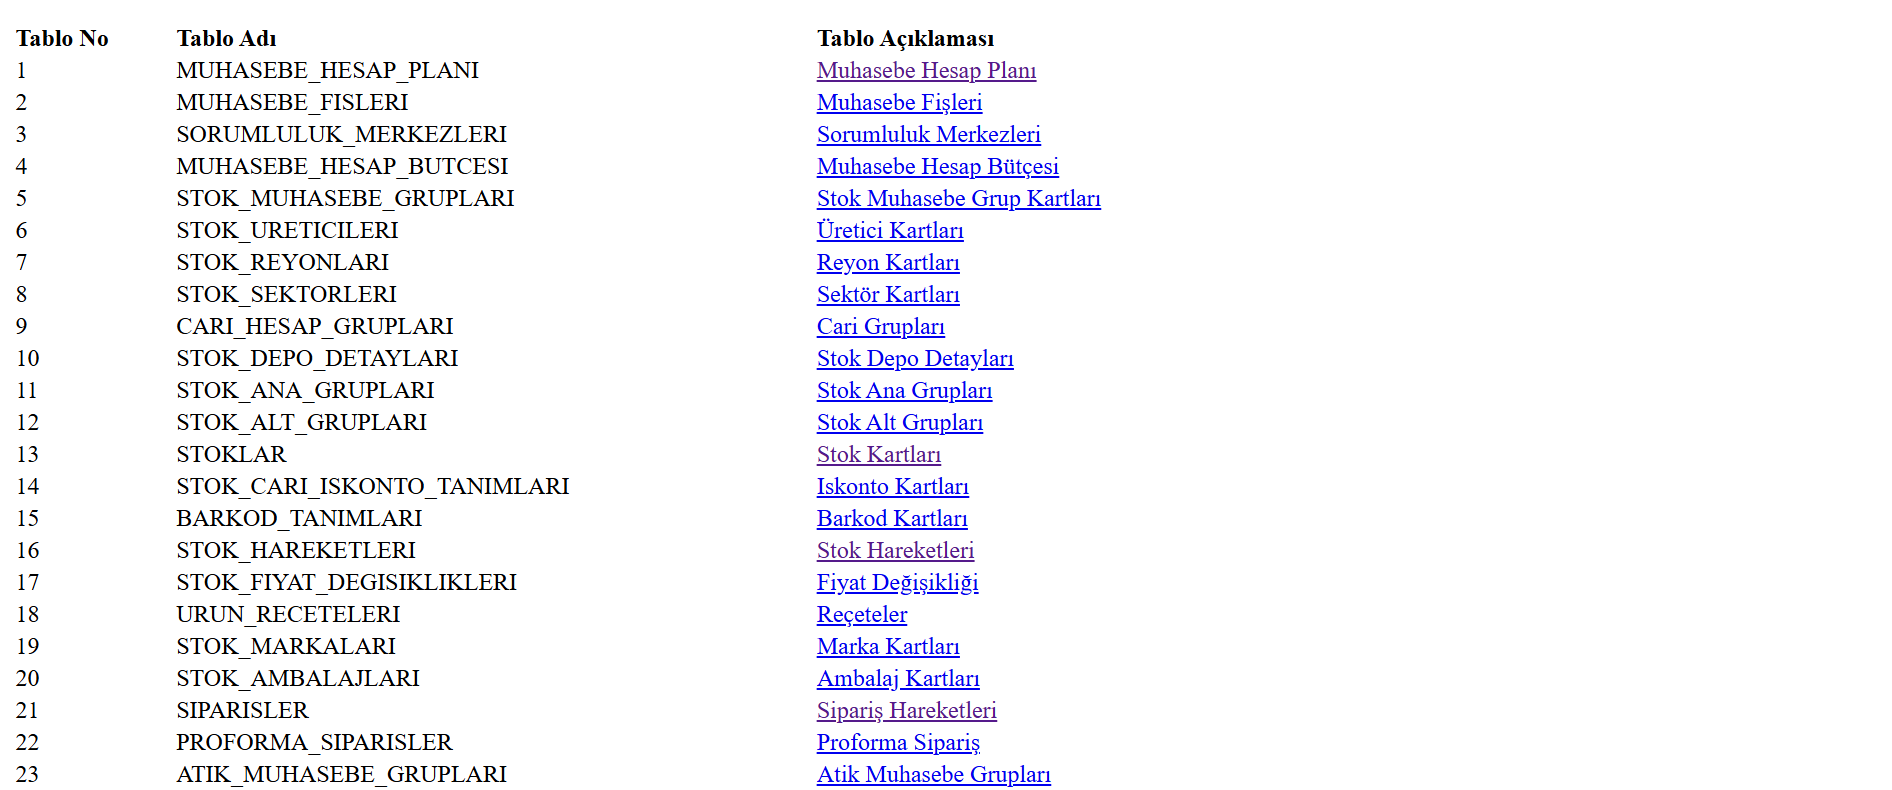 Tablo No Tablo Adı Tablo Açıklaması
1 MUHASEBE_HESAP_PLANI Muhasebe Hesap Planı
2 MUHASEBE_FISLERI Muhasebe Fişleri
3 SORUMLULUK_MERKEZLERI Sorumluluk Merkezleri
4 MUHASEBE_HESAP_BUTCESI Muhasebe Hesap Bütçesi
5 STOK_MUHASEBE_GRUPLARI Stok Muhasebe Grup Kartları
6 STOK_URETICILERI Üretici Kartları
7 STOK_REYONLARI Reyon Kartları
8 STOK_SEKTORLERI Sektör Kartları
9 CARI_HESAP_GRUPLARI Cari Grupları
10 STOK_DEPO_DETAYLARI Stok Depo Detayları
11 STOK_ANA_GRUPLARI Stok Ana Grupları
12 STOK_ALT_GRUPLARI Stok Alt Grupları
13 STOKLAR Stok Kartları
14 STOK_CARI_ISKONTO_TANIMLARI Iskonto Kartları
15 BARKOD_TANIMLARI Barkod Kartları
16 STOK_HAREKETLERI Stok Hareketleri
17 STOK_FIYAT_DEGISIKLIKLERI Fiyat Değişikliği
18 URUN_RECETELERI Reçeteler
19 STOK_MARKALARI Marka Kartları
20 STOK_AMBALAJLARI Ambalaj Kartları
21 SIPARISLER Sipariş Hareketleri
22 PROFORMA_SIPARISLER Proforma Sipariş
23 ATIK_MUHASEBE_GRUPLARI Atik Muhasebe Grupları